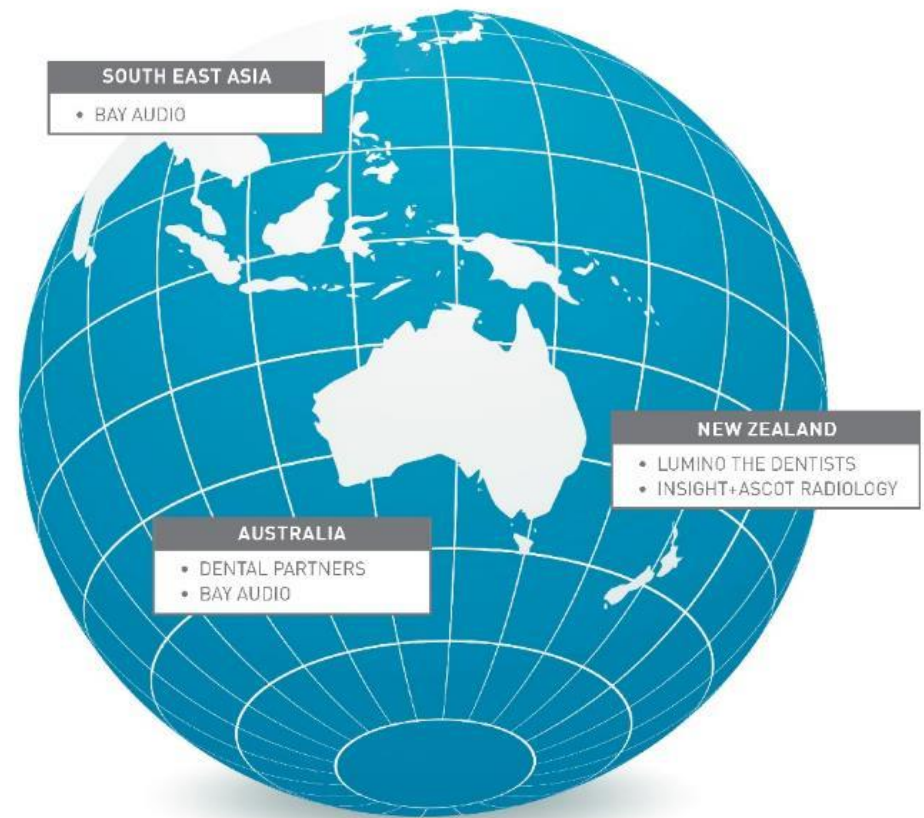 SOUTH EAST ASIA
• BAY AUDIO
NEW ZEALAND
• LUMINO THE DENTISTS
• INSIGHT+ASCOT RADIOLOGY
AUSTRALIA
• DENTAL PARTNERS
• BAY AUDIO